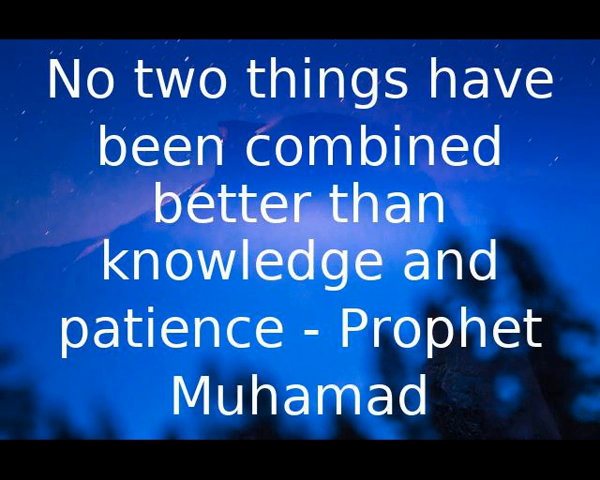 No two things have
been combined
better than
knowledge and
patience - Prophet
Muhamad